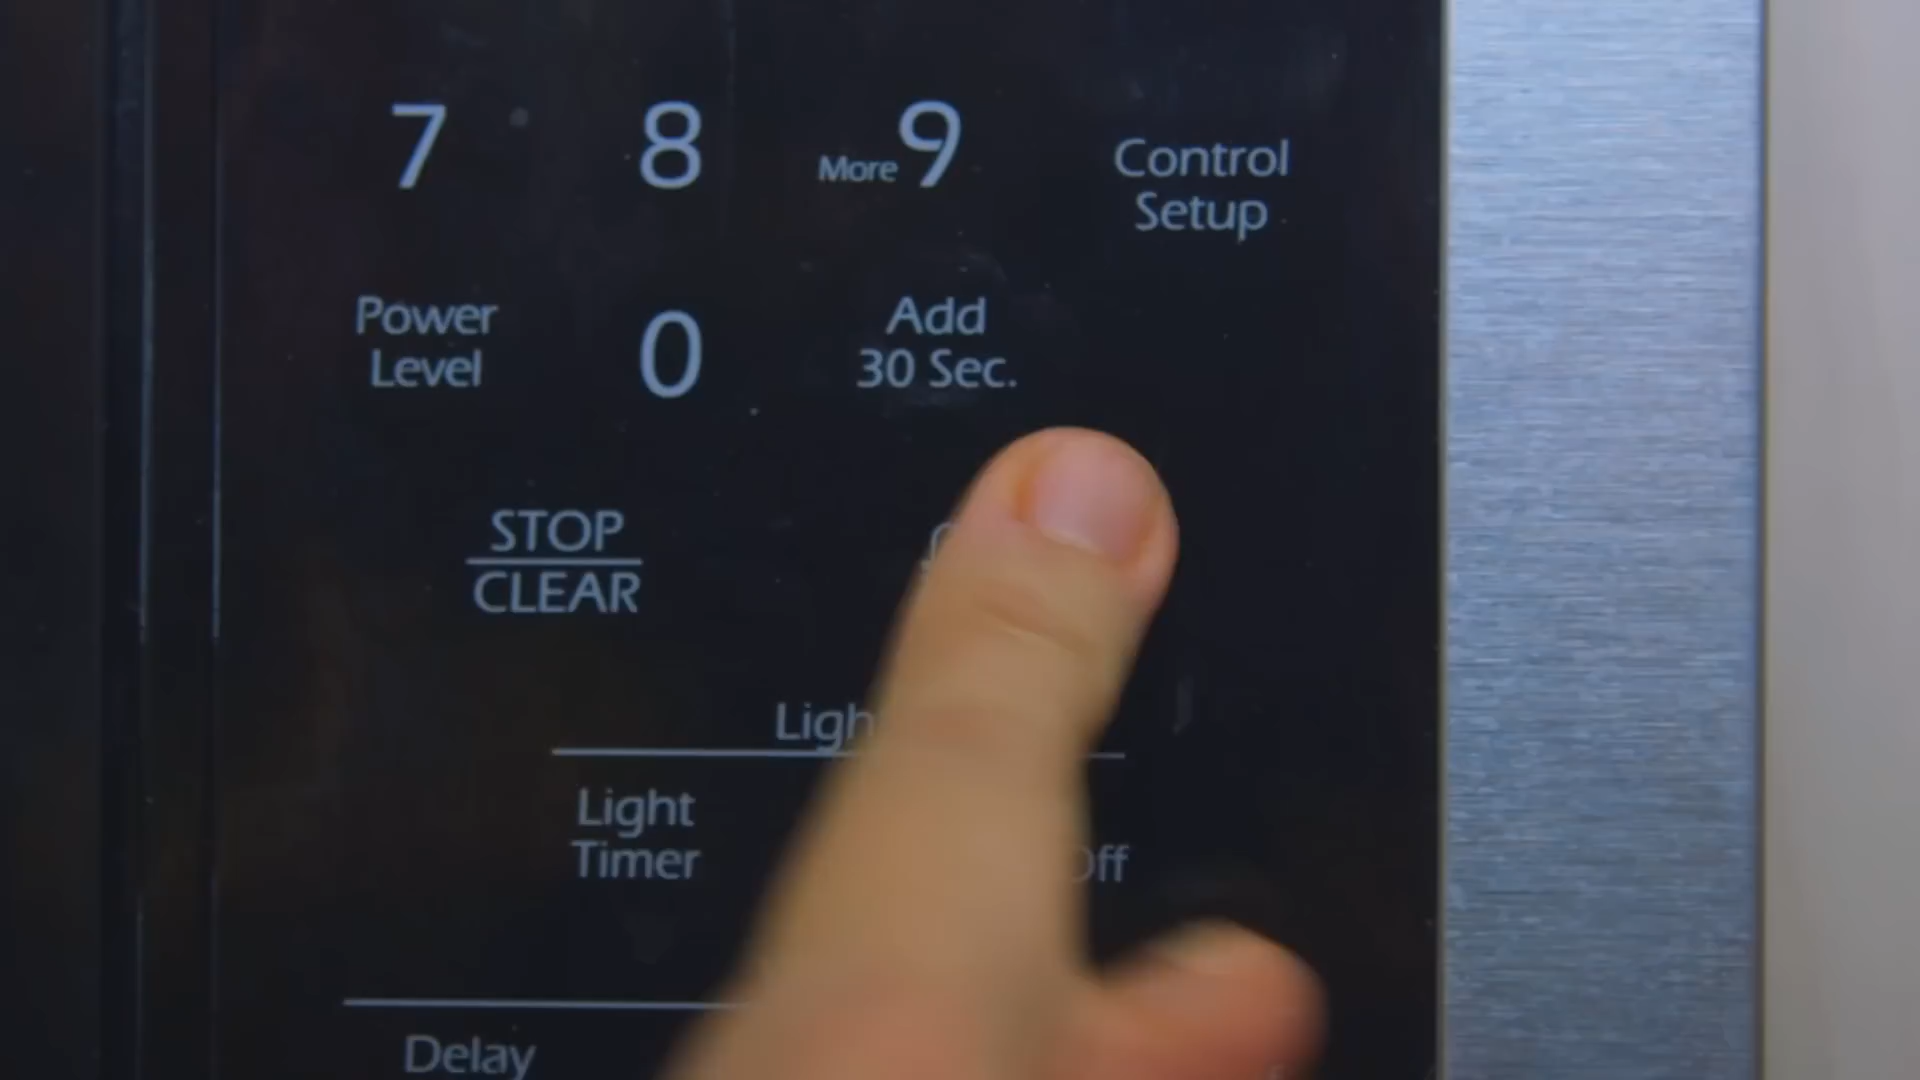 7 8 More 9
Control
Setup
Power
Level
0
Add
30 Sec.
STOP
CLEAR
Light
Timer
Delay